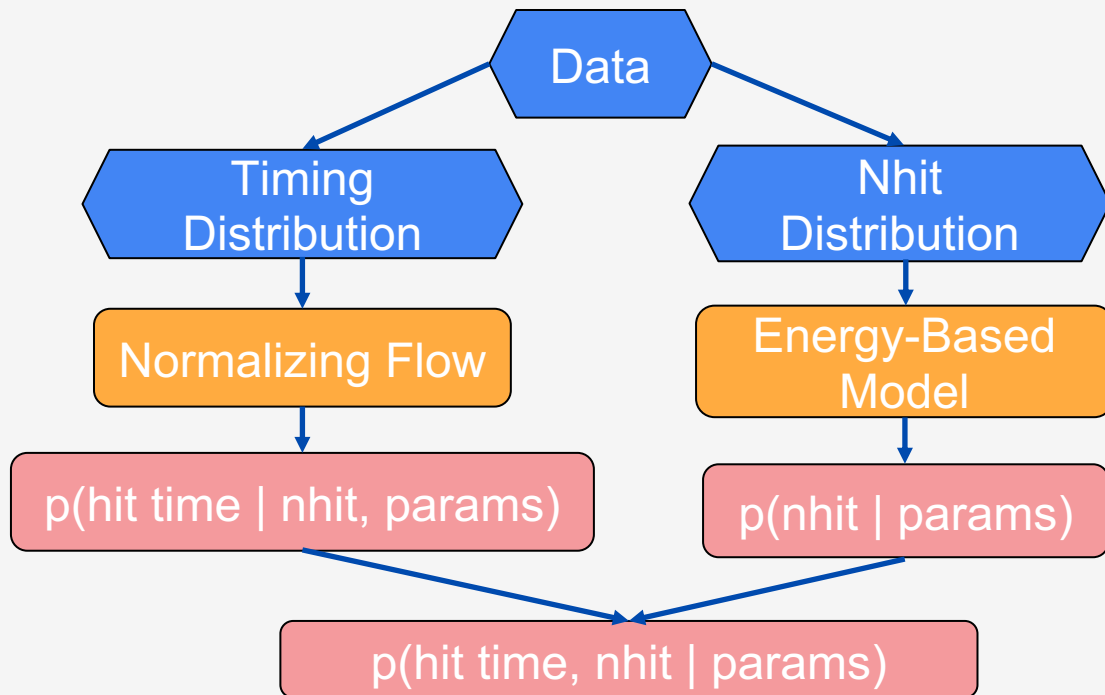 Data
Timing
Distribution
Nhit
Distribution
Normalizing Flow
Energy-Based
Model
p(hit time | nhit, params)
p(nhit | params)
p(hit time, nhit | params)